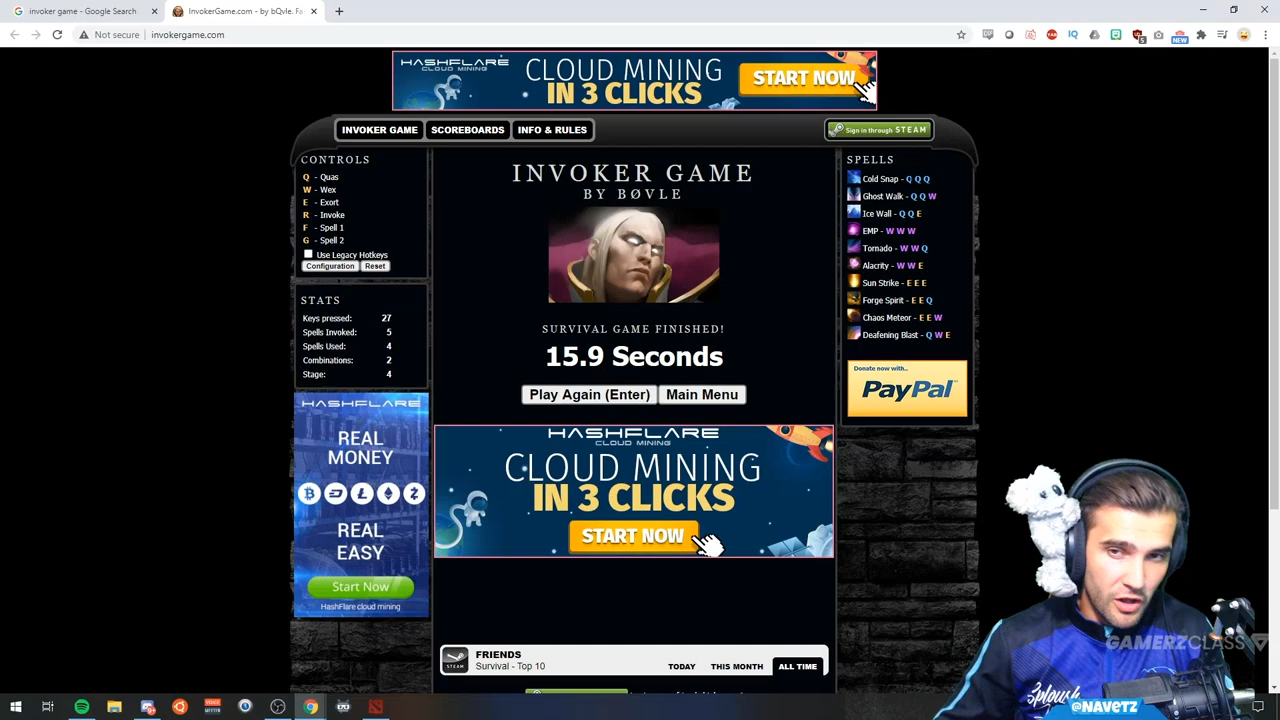 invoker game - Google Search
InvokerGame.com - by bQvle. Fa
Not secure | invokergame.com
HASHFLARE
CLOUD MINING
CLOUD MINING
IN 3 CLICKS
START NOW
INVOKER GAME
SCOREBOARDS
INFO & RULES
Sign in through STEAM
CONTROLS
Q - Quas
W - Wex
E - Exort
R - Invoke
F - Spell 1
G - Spell 2
Use Legacy Hotkeys
Configuration
Reset
STATS
Keys pressed: 27
Spells Invoked: 5
Spells Used: 4
Combinations: 2
Stage: 4
HASHFLARE
REAL
MONEY
REAL
EASY
Start Now
HashFlare cloud mining
INVOKER GAME
BY BØVLE
SURVIVAL GAME FINISHED!
15.9 Seconds
Play Again (Enter)
Main Menu
HASHFLARE
CLOUD MINING
CLOUD MINING
IN 3 CLICKS
START NOW
STEAM
FRIENDS
Survival - Top 10
TODAY
THIS MONTH
ALL TIME
SPELLS
Cold Snap - Q Q Q
Ghost Walk - Q Q W
Ice Wall - Q Q E
EMP - W W W
Tornado - W W Q
Alacrity - W W E
Sun Strike - E E E
Forge Spirit - E E Q
Chaos Meteor - E E W
Deafening Blast - Q W E
Donate now with..
PayPal
GAMERZCLASS
@NAVETZ